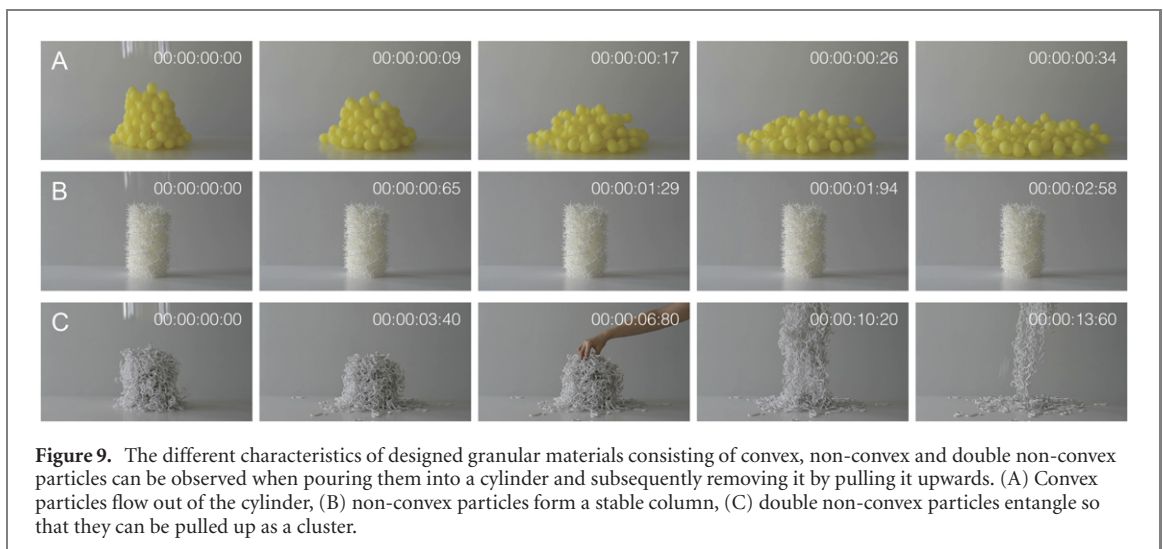 A 00:00:00:00 00:00:00:09 00:00:00:17 00:00:00:26 00:00:00:34
B 00:00:00:00 00:00:00:65 00:00:01:29 00:00:01:94 00:00:02:58
C 00:00:00:00 00:00:03:40 00:00:06:80 00:00:10:20 00:00:13:60
Figure 9. The different characteristics of designed granular materials consisting of convex, non-convex and double non-convex
particles can be observed when pouring them into a cylinder and subsequently removing it by pulling it upwards. (A) Convex
particles flow out of the cylinder, (B) non-convex particles form a stable column, (C) double non-convex particles entangle so
that they can be pulled up as a cluster.